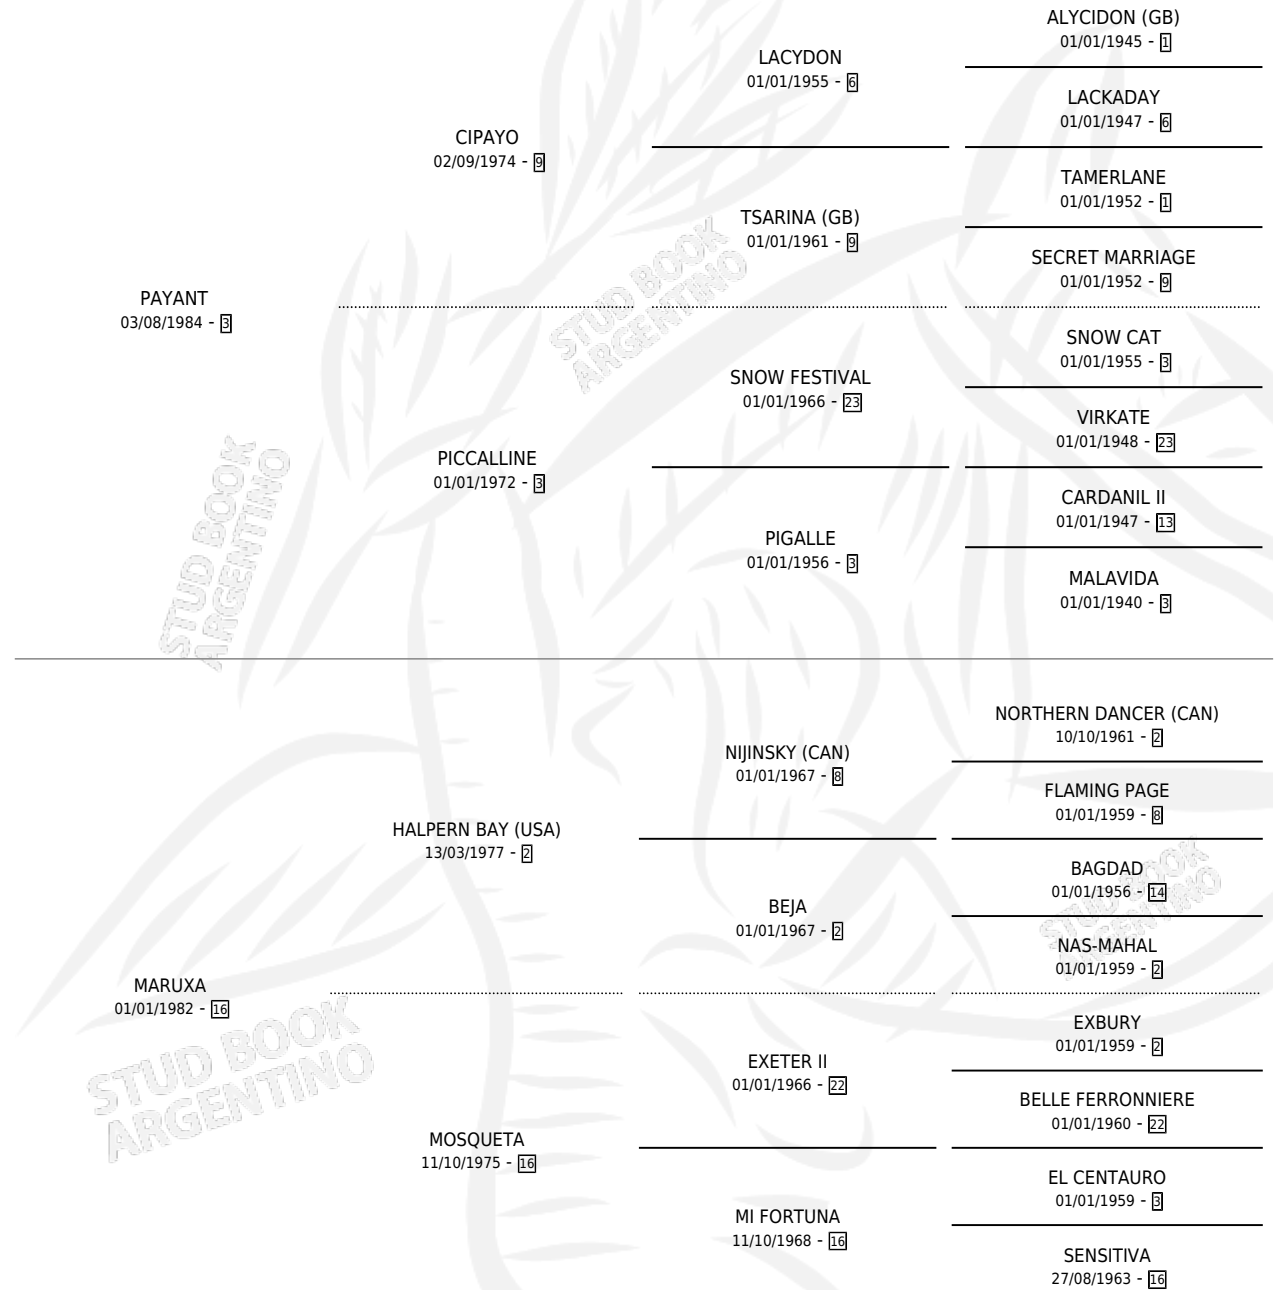 ALYCIDON (GB)
01/01/1945 - 1
LACYDON
01/01/1955 - 6
LACKADAY
01/01/1947 - 6
CIPAYO
02/09/1974 - 9
TAMERLANE
01/01/1952 - 1
TSARINA (GB)
01/01/1961 - 9
SECRET MARRIAGE
01/01/1952 - 9
PAYANT
03/08/1984 - 3
SNOW CAT
01/01/1955 - 3
SNOW FESTIVAL
01/01/1966 - 23
VIRKATE
01/01/1948 - 23
PICCALLINE
01/01/1972 - 3
CARDANIL II
01/01/1947 - 13
PIGALLE
01/01/1956 - 3
MALAVIDA
01/01/1940 - 3
NORTHERN DANCER (CAN)
10/10/1961 - 2
NIJINSKY (CAN)
01/01/1967 - 8
FLAMING PAGE
01/01/1959 - 8
HALPERN BAY (USA)
13/03/1977 - 2
BAGDAD
01/01/1956 - 14
BEJA
01/01/1967 - 2
NAS-MAHAL
01/01/1959 - 2
MARUXA
01/01/1982 - 16
EXBURY
01/01/1959 - 2
EXETER II
01/01/1966 - 22
BELLE FERRONNIERE
01/01/1960 - 22
MOSQUETA
11/10/1975 - 16
EL CENTAURO
01/01/1959 - 3
MI FORTUNA
11/10/1968 - 16
SENSITIVA
27/08/1963 - 16
STUD BOOK
ARGENTINO
STUD BOOK
ARGENTINO
STUD BOOK
ARGENTINO
STUD BOOK
ARGENTINO